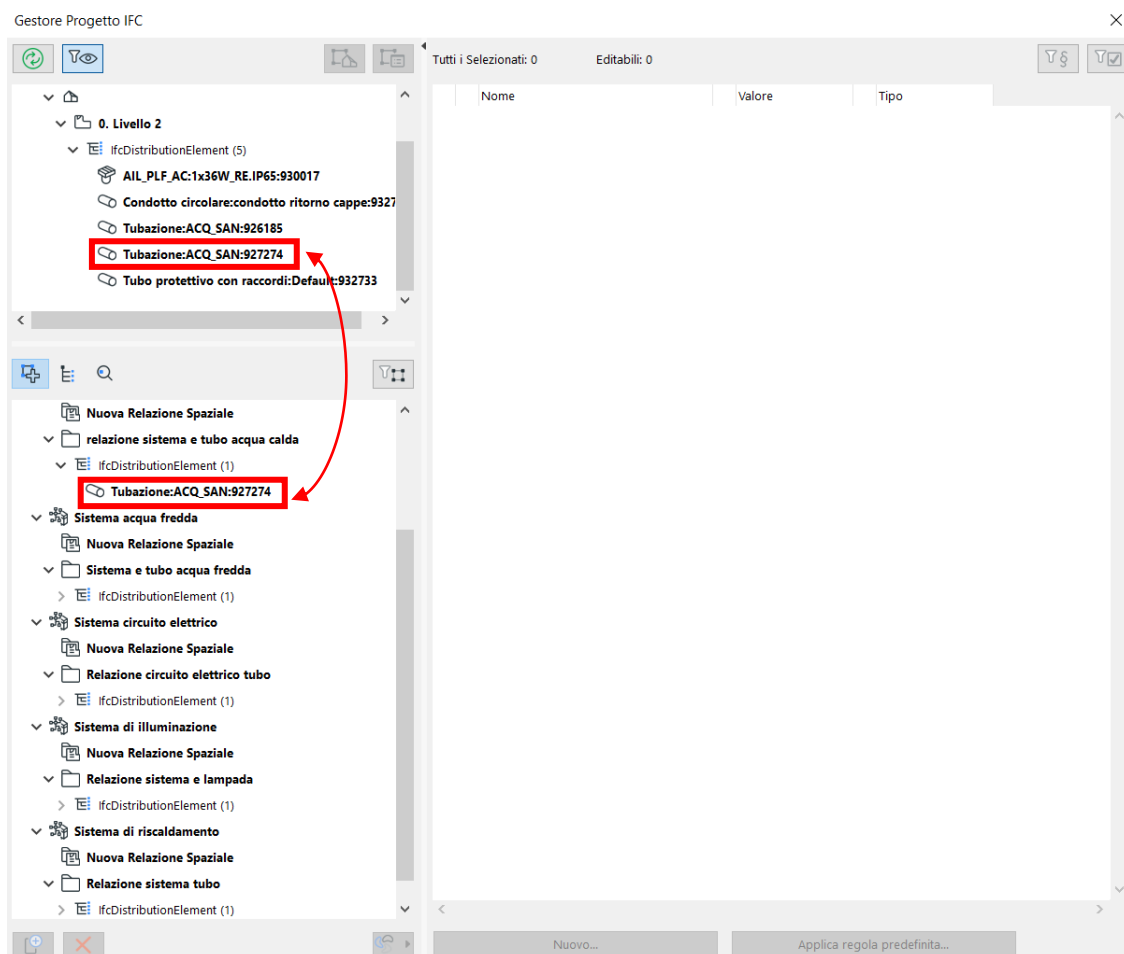 Gestore Progetto IFC
Tutti i Selezionati: 0 Editabili: 0
Nome Valore Tipo
0. Livello 2
IfcDistributionElement (5)
AIL_PLF_AC:1x36W_RE.IP65:930017
Condotto circolare:condotto ritorno cappe:9327
Tubazione:ACQ_SAN:926185
Tubazione:ACQ_SAN:927274
Tubo protettivo con raccordi:Default:932733
Nuova Relazione Spaziale
relazione sistema e tubo acqua calda
IfcDistributionElement (1)
Tubazione:ACQ_SAN:927274
Sistema acqua fredda
Nuova Relazione Spaziale
Sistema e tubo acqua fredda
IfcDistributionElement (1)
Sistema circuito elettrico
Nuova Relazione Spaziale
Relazione circuito elettrico tubo
IfcDistributionElement (1)
Sistema di illuminazione
Nuova Relazione Spaziale
Relazione sistema e lampada
IfcDistributionElement (1)
Sistema di riscaldamento
Nuova Relazione Spaziale
Relazione sistema tubo
IfcDistributionElement (1)
Nuovo... Applica regola predefinita...